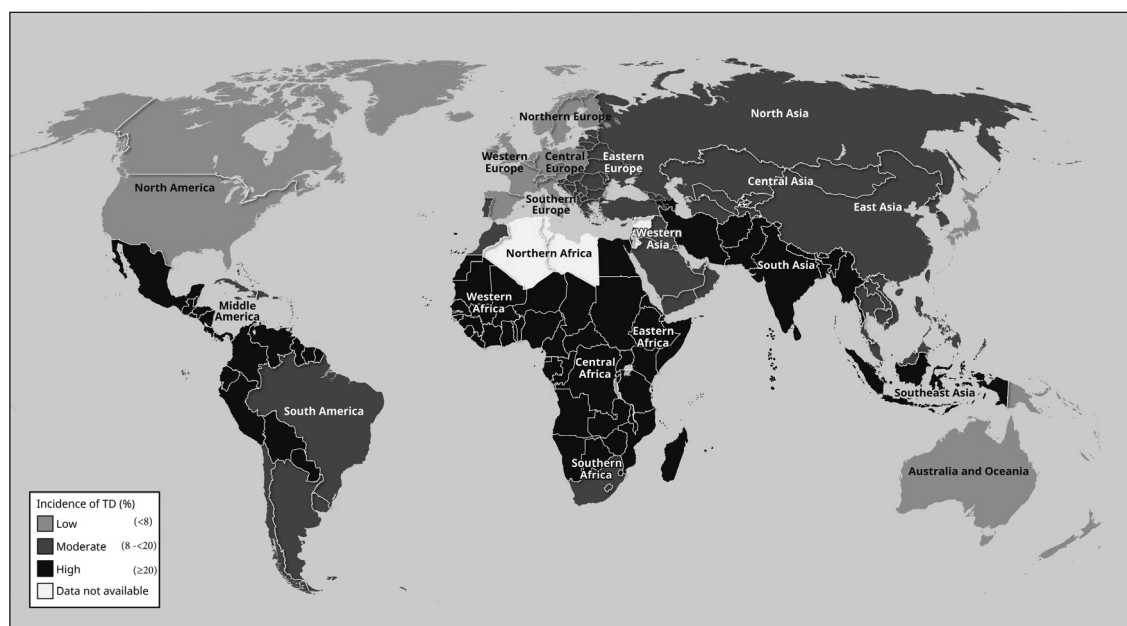 Northern Europe
North Asia
Western
Europe
Central
Europe
Eastern
Europe
North America
Central Asia
Southern
Europe
East Asia
Western
Asia
Northern Africa
South Asia
Western
Africa
Middle
America
Eastern
Africa
Central
Africa
Southeast Asia
South America
Southern
Africa
Australia and Oceania
Incidence of TD (%)
Low (<8)
Moderate (8 -<20)
High (≥20)
Data not available